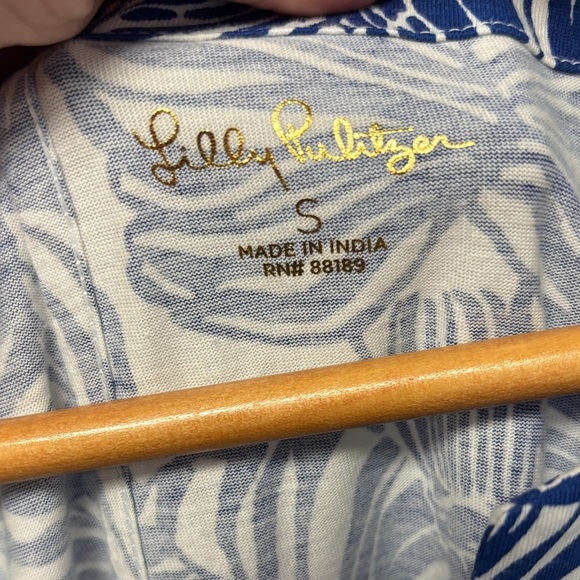 Lilly Pulitzer
S
MADE IN INDIA
RN# 88189